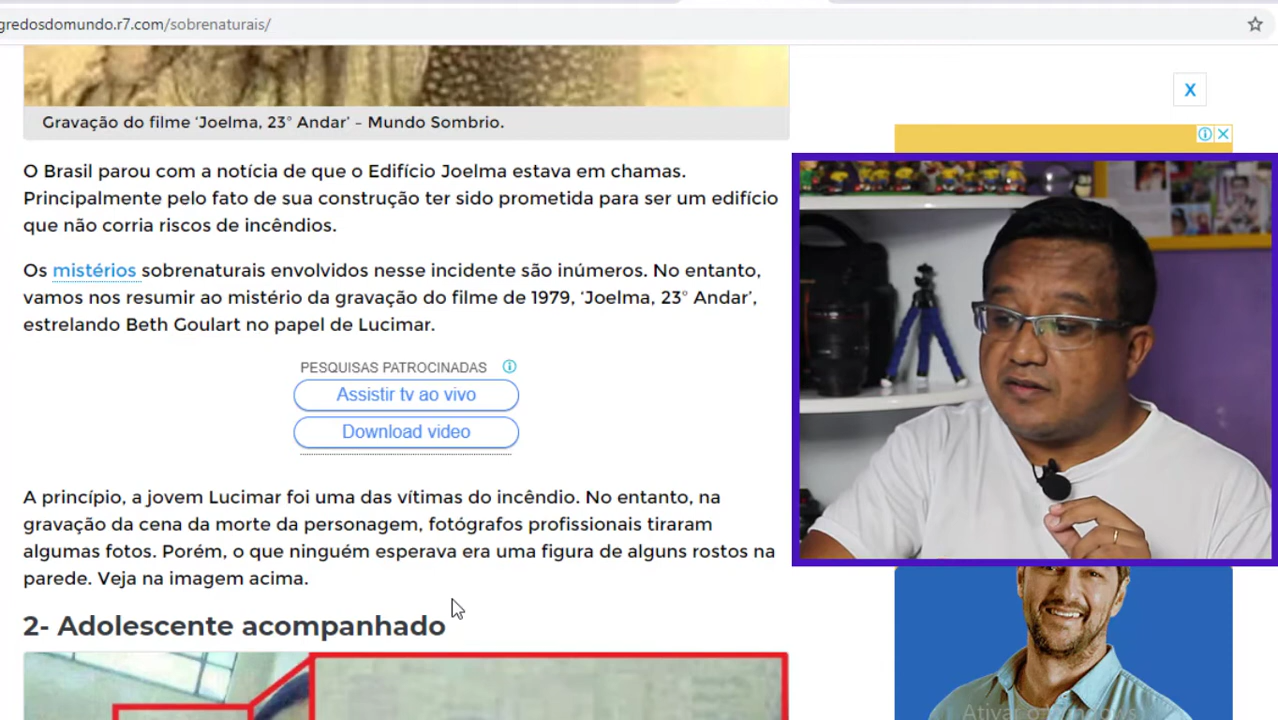 gredosdomundo.r7.com/sobrenaturais/
Gravação do filme ‘Joelma, 23° Andar’ – Mundo Sombrio.
X
O Brasil parou com a notícia de que o Edifício Joelma estava em chamas.
Principalmente pelo fato de sua construção ter sido prometida para ser um edifício
que não corria riscos de incêndios.
Os mistérios sobrenaturais envolvidos nesse incidente são inúmeros. No entanto,
vamos nos resumir ao mistério da gravação do filme de 1979, ‘Joelma, 23° Andar’,
estrelando Beth Goulart no papel de Lucimar.
PESQUISAS PATROCINADAS
Assistir tv ao vivo
Download video
A princípio, a jovem Lucimar foi uma das vítimas do incêndio. No entanto, na
gravação da cena da morte da personagem, fotógrafos profissionais tiraram
algumas fotos. Porém, o que ninguém esperava era uma figura de alguns rostos na
parede. Veja na imagem acima.
2- Adolescente acompanhado
Ativar o Windows